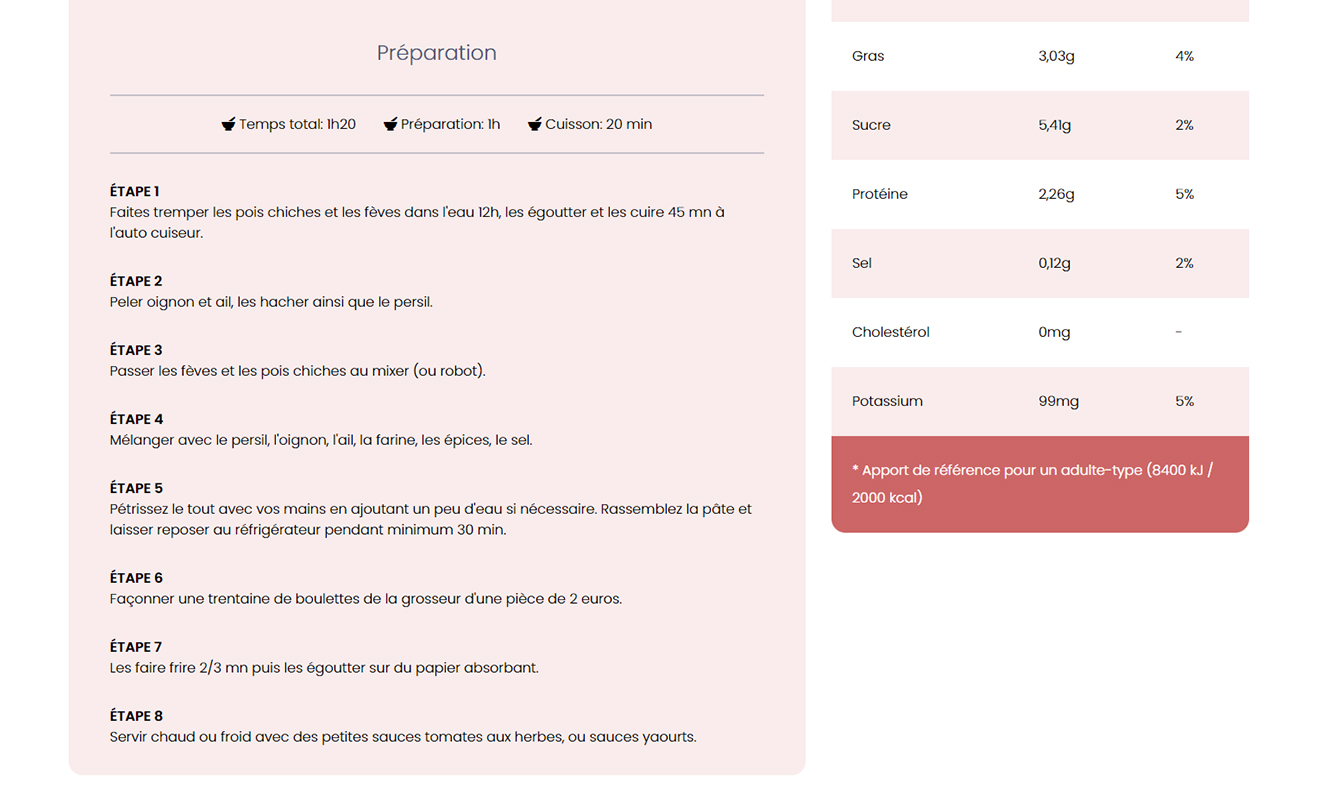 Préparation
Temps total: 1h20 Préparation: 1h Cuisson: 20 min
ÉTAPE 1
Faites tremper les pois chiches et les fèves dans l'eau 12h, les égoutter et les cuire 45 mn à
l'auto cuiseur.
ÉTAPE 2
Peler oignon et ail, les hacher ainsi que le persil.
ÉTAPE 3
Passer les fèves et les pois chiches au mixer (ou robot).
ÉTAPE 4
Mélanger avec le persil, l'oignon, l'ail, la farine, les épices, le sel.
ÉTAPE 5
Pétrissez le tout avec vos mains en ajoutant un peu d'eau si nécessaire. Rassemblez la pâte et
laisser reposer au réfrigérateur pendant minimum 30 min.
ÉTAPE 6
Façonner une trentaine de boulettes de la grosseur d'une pièce de 2 euros.
ÉTAPE 7
Les faire frire 2/3 mn puis les égoutter sur du papier absorbant.
ÉTAPE 8
Servir chaud ou froid avec des petites sauces tomates aux herbes, ou sauces yaourts.
Gras 3,03g 4%
Sucre 5,41g 2%
Protéine 2,26g 5%
Sel 0,12g 2%
Cholestérol 0mg -
Potassium 99mg 5%
* Apport de référence pour un adulte-type (8400 kJ /
2000 kcal)